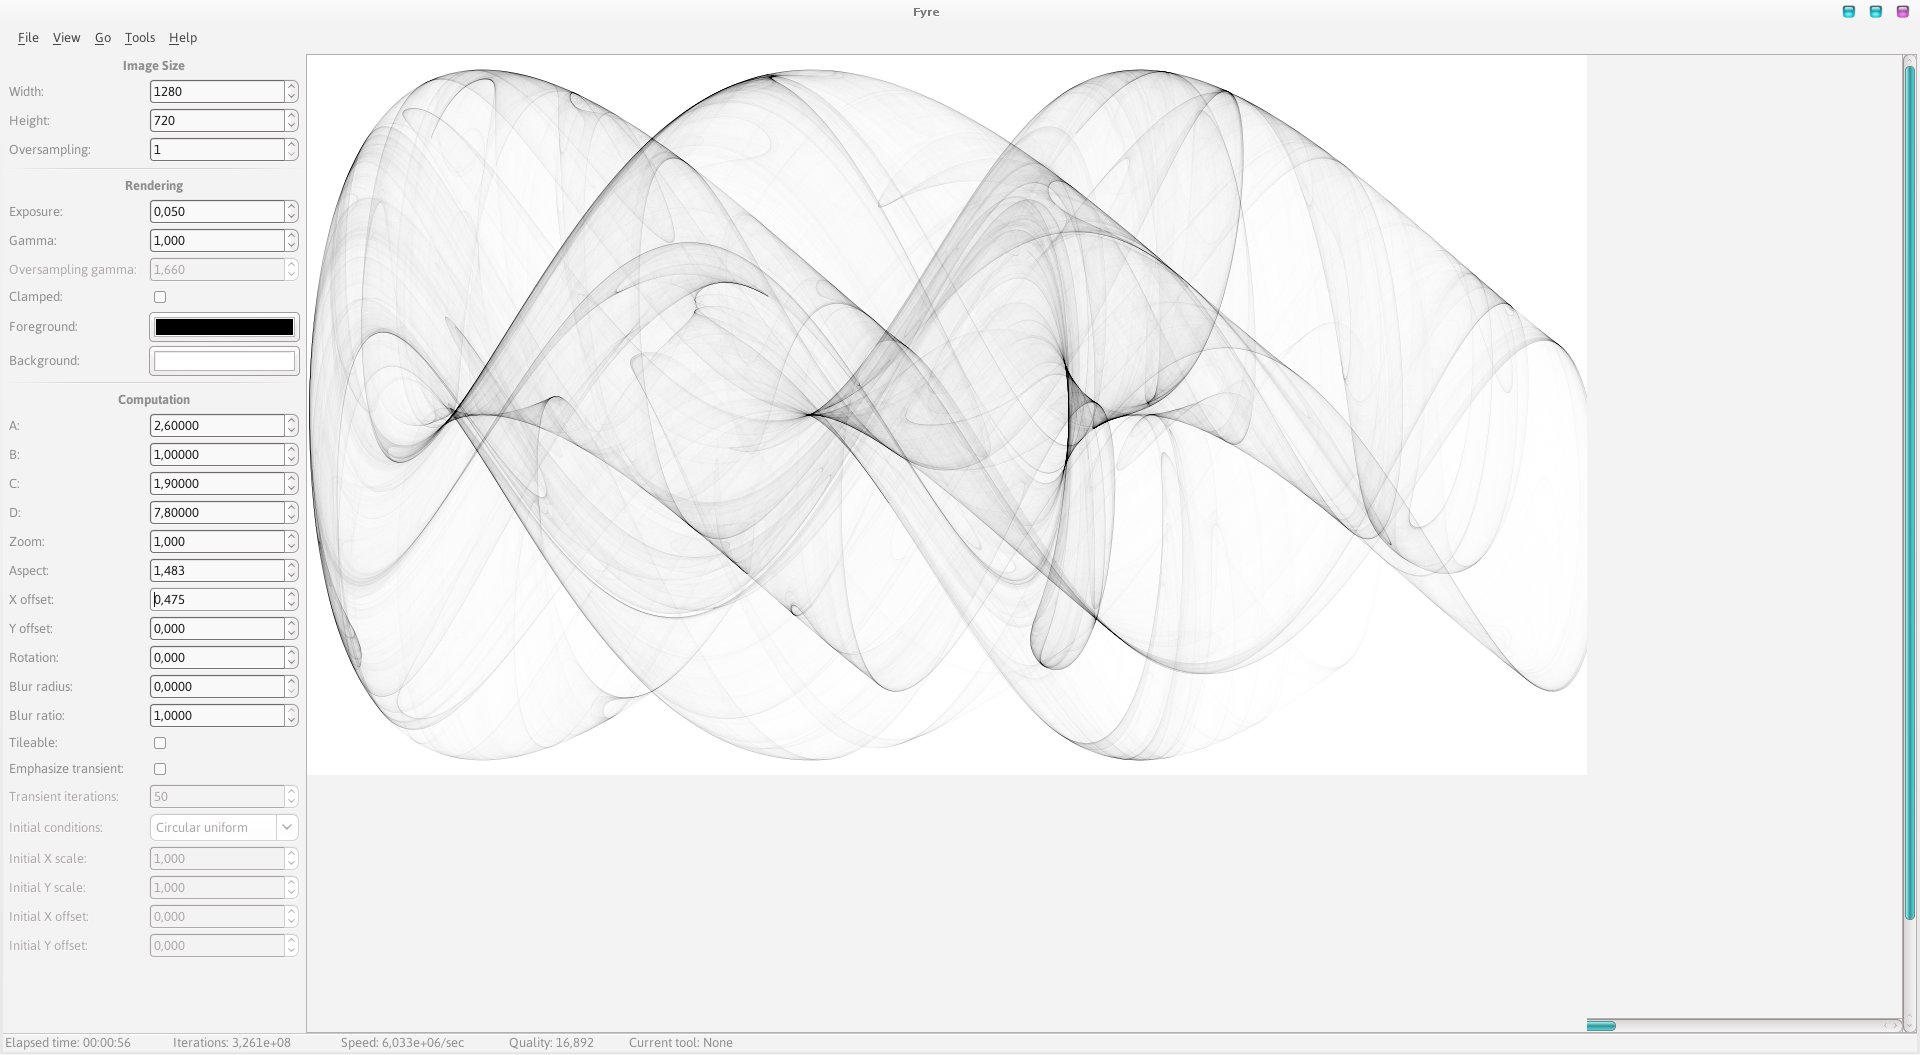 Fyre
File View Go Tools Help
Image Size
Width: 1280
Height: 720
Oversampling: 1
Rendering
Exposure: 0,050
Gamma: 1,000
Oversampling gamma: 1,660
Clamped:
Foreground:
Background:
Computation
A: 2,60000
B: 1,00000
C: 1,90000
D: 7,80000
Zoom: 1,000
Aspect: 1,483
X offset: 0,475
Y offset: 0,000
Rotation: 0,000
Blur radius: 0,0000
Blur ratio: 1,0000
Tileable:
Emphasize transient:
Transient iterations: 50
Initial conditions: Circular uniform
Initial X scale: 1,000
Initial Y scale: 1,000
Initial X offset: 0,000
Initial Y offset: 0,000
Elapsed time: 00:00:56 Iterations: 3,261e+08 Speed: 6,033e+06/sec Quality: 16,892 Current tool: None